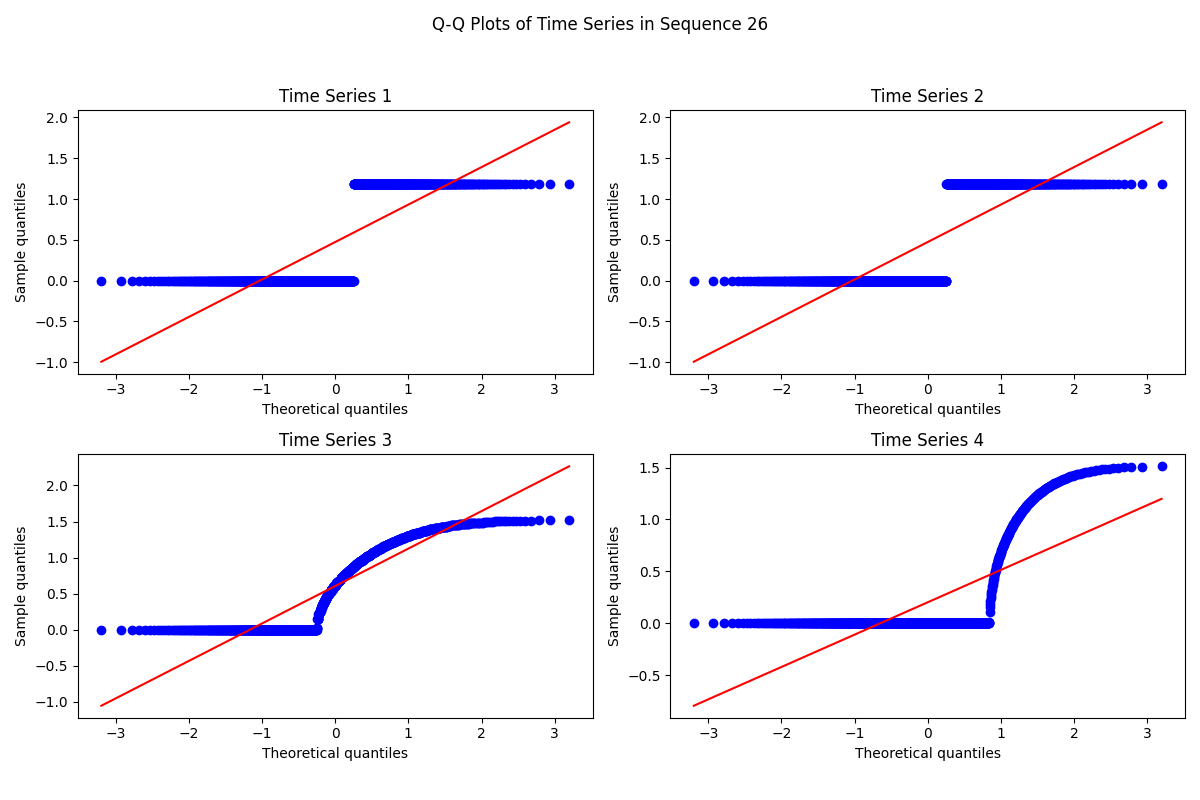 Q-Q Plots of Time Series in Sequence 26
Time Series 1
2.0
1.5
1.0
0.5
0.0
−0.5
−1.0
Sample quantiles
−3 −2 −1 0 1 2 3
Theoretical quantiles
Time Series 2
2.0
1.5
1.0
0.5
0.0
−0.5
−1.0
Sample quantiles
−3 −2 −1 0 1 2 3
Theoretical quantiles
Time Series 3
2.0
1.5
1.0
0.5
0.0
−0.5
−1.0
Sample quantiles
−3 −2 −1 0 1 2 3
Theoretical quantiles
Time Series 4
1.5
1.0
0.5
0.0
−0.5
Sample quantiles
−3 −2 −1 0 1 2 3
Theoretical quantiles